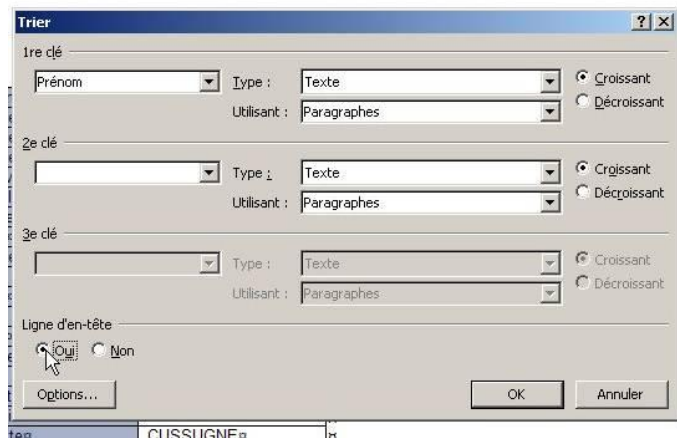 Trier
1re clé
Prénom Type : Texte Croissant
Utilisant : Paragraphes Décroissant
2e clé
Type : Texte Croissant
Utilisant : Paragraphes Décroissant
3e clé
Type : Texte Croissant
Utilisant : Paragraphes Décroissant
Ligne d'en-tête
Oui Non
Options... OK Annuler
CUSSUGNE¤